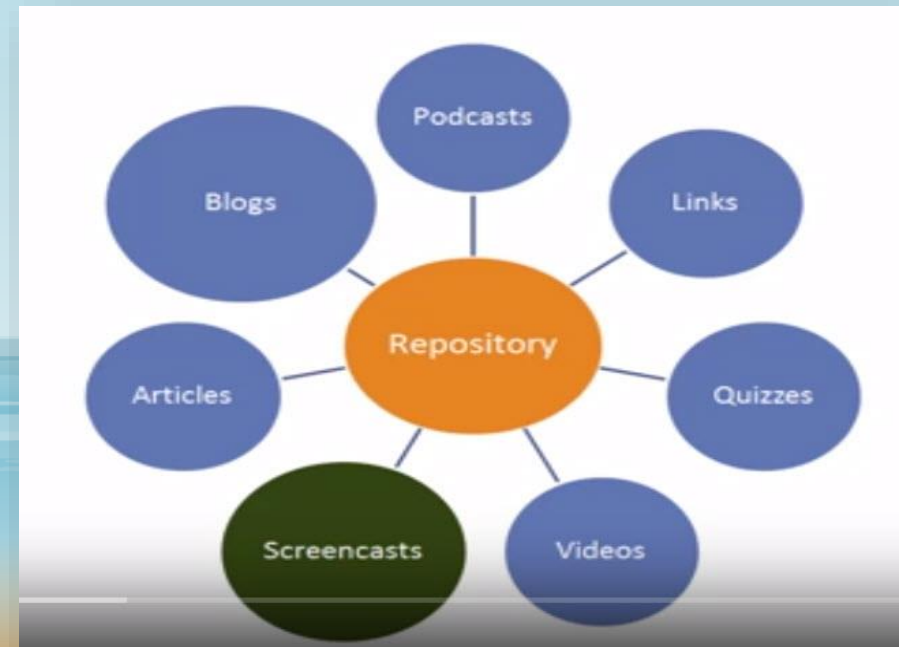 Podcasts
Blogs
Links
Repository
Articles
Quizzes
Screencasts
Videos